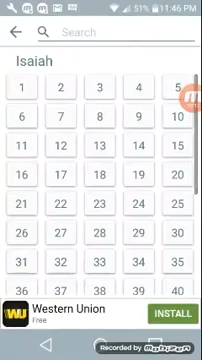 51% 11:46 PM
Search
Isaiah
1 2 3 4 5
6 7 8 9 10
11 12 13 14 15
16 17 18 19 20
21 22 23 24 25
26 27 28 29 30
31 32 33 34 35
36 37 38 39 40
WU Western Union
Free
INSTALL
Recorded by Mobizen